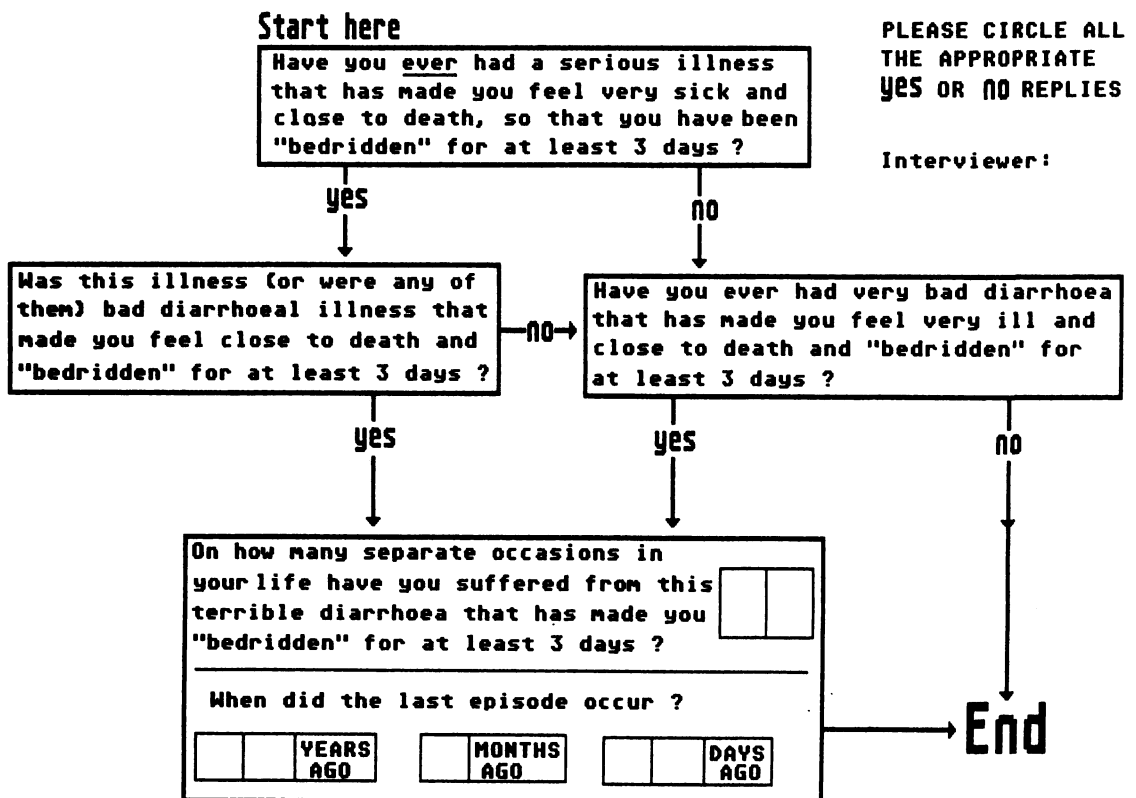 Start here
PLEASE CIRCLE ALL
THE APPROPRIATE
yes OR no REPLIES
Interviewer:
Have you ever had a serious illness
that has made you feel very sick and
close to death, so that you have been
"bedridden" for at least 3 days ?
yes
no
Was this illness (or were any of
them) bad diarrhoeal illness that
made you feel close to death and
"bedridden" for at least 3 days ?
no
Have you ever had very bad diarrhoea
that has made you feel very ill and
close to death and "bedridden" for
at least 3 days ?
yes
yes
no
On how many separate occasions in
your life have you suffered from this
terrible diarrhoea that has made you
"bedridden" for at least 3 days ?
When did the last episode occur ?
YEARS
AGO
MONTHS
AGO
DAYS
AGO
End